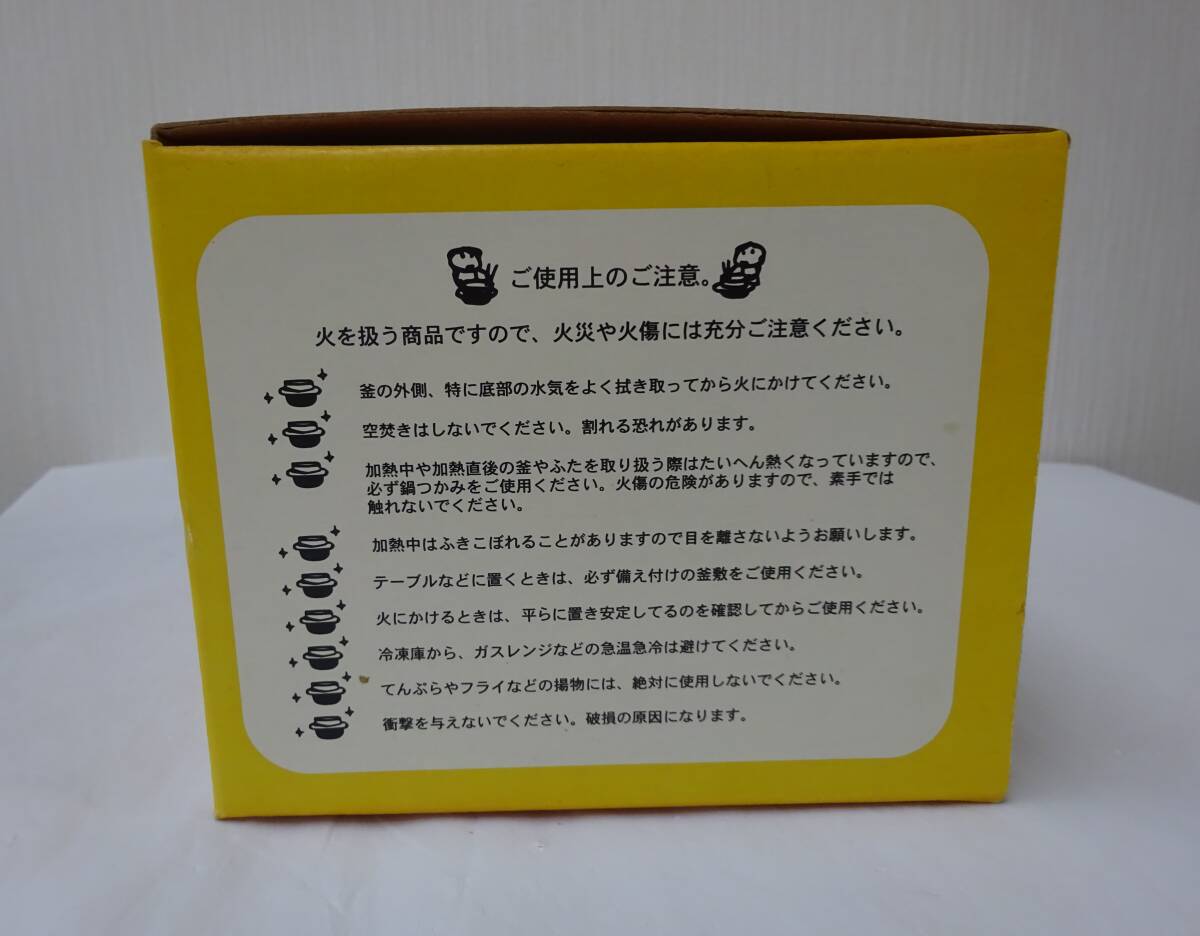 ご使用上のご注意。
火を扱う商品ですので、火災や火傷には充分ご注意ください。
釜の外側、特に底部の水気をよく拭き取ってから火にかけてください。
空焚きはしないでください。割れる恐れがあります。
加熱中や加熱直後の釜やふたを取り扱う際はたいへん熱くなっていますので、
必ず鍋つかみをご使用ください。火傷の危険がありますので、素手では
触れないでください。
加熱中はふきこぼれることがありますので目を離さないようお願いします。
テーブルなどに置くときは、必ず備え付けの釜敷をご使用ください。
火にかけるときは、平らに置き安定してるのを確認してからご使用ください。
冷凍庫から、ガスレンジなどの急温急冷は避けてください。
てんぷらやフライなどの揚物には、絶対に使用しないでください。
衝撃を与えないでください。破損の原因になります。